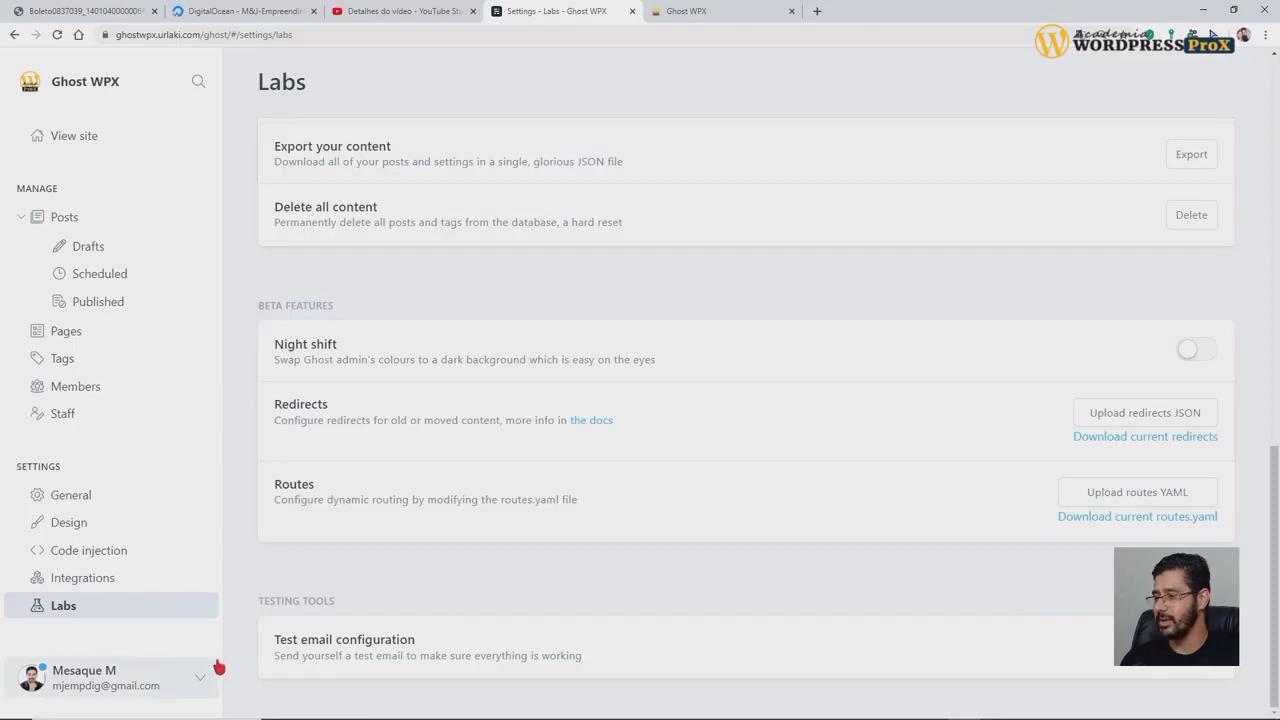 Boleto0837039_14010400000006
DigitalOcean - M&J-Empreendim
Detalhes do vídeo - YouTube Stu
Settings - Labs - Ghost WPX
Ghost WPX
ghostwpx.urlaki.com/ghost/#/settings/labs
Academia
WORDPRESS ProX
Ghost WPX
View site
MANAGE
Posts
Drafts
Scheduled
Published
Pages
Tags
Members
Staff
SETTINGS
General
Design
Code injection
Integrations
Labs
Mesaque M
mjempdig@gmail.com
Labs
Export your content
Download all of your posts and settings in a single, glorious JSON file
Export
Delete all content
Permanently delete all posts and tags from the database, a hard reset
Delete
BETA FEATURES
Night shift
Swap Ghost admin's colours to a dark background which is easy on the eyes
Redirects
Configure redirects for old or moved content, more info in the docs
Upload redirects JSON
Download current redirects
Routes
Configure dynamic routing by modifying the routes.yaml file
Upload routes YAML
Download current routes.yaml
TESTING TOOLS
Test email configuration
Send yourself a test email to make sure everything is working